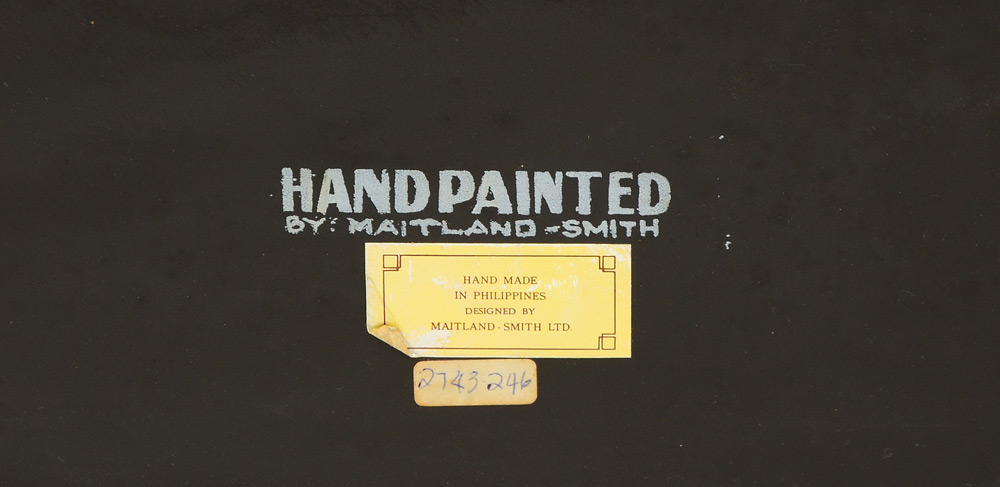 HAND PAINTED
BY: MAITLAND-SMITH
HAND MADE
IN PHILIPPINES
DESIGNED BY
MAITLAND-SMITH LTD.
2743-246